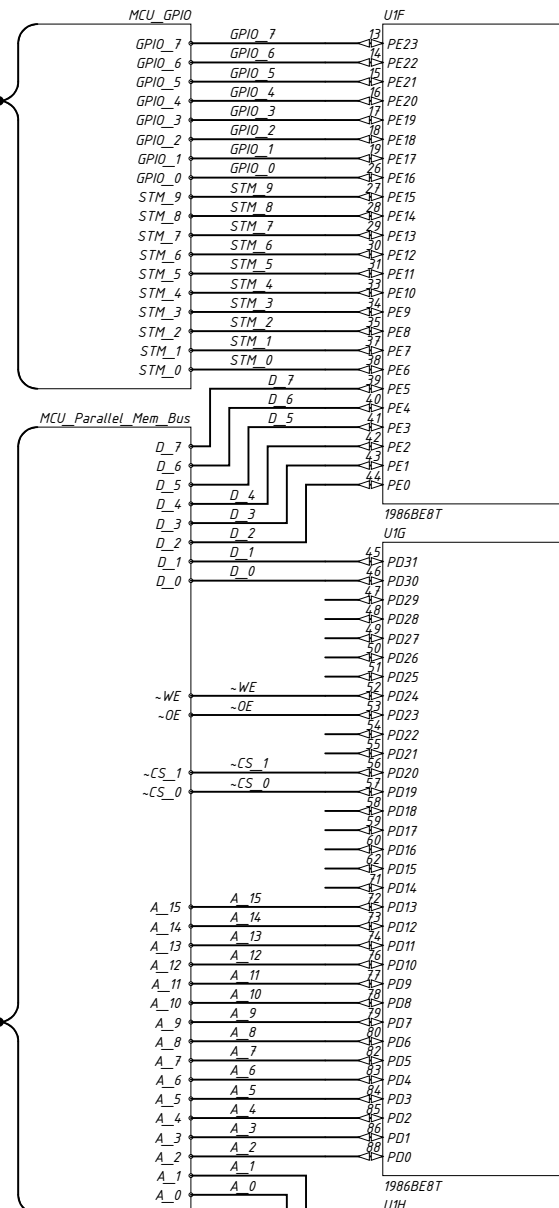 MCU_GPIO U1F
GPIO_7 GPIO_7 13 PE23
GPIO_6 GPIO_6 14 PE22
GPIO_5 GPIO_5 15 PE21
GPIO_4 GPIO_4 16 PE20
GPIO_3 GPIO_3 17 PE19
GPIO_2 GPIO_2 18 PE18
GPIO_1 GPIO_1 19 PE17
GPIO_0 GPIO_0 26 PE16
STM_9 STM_9 27 PE15
STM_8 STM_8 28 PE14
STM_7 STM_7 29 PE13
STM_6 STM_6 30 PE12
STM_5 STM_5 31 PE11
STM_4 STM_4 33 PE10
STM_3 STM_3 34 PE9
STM_2 STM_2 35 PE8
STM_1 STM_1 37 PE7
STM_0 STM_0 38 PE6
D_7 39 PE5
D_6 40 PE4
MCU_Parallel_Mem_Bus D_5 41 PE3
D_7 42 PE2
D_6 43 PE1
D_5 44 PE0
D_4 D_4
D_3 D_3 1986BE8T
D_2 D_2 U1G
D_1 D_1 45 PD31
D_0 D_0 46 PD30
47 PD29
48 PD28
49 PD27
50 PD26
51 PD25
~WE ~WE 52 PD24
~OE ~OE 53 PD23
54 PD22
55 PD21
~CS_1 ~CS_1 56 PD20
~CS_0 ~CS_0 57 PD19
58 PD18
59 PD17
60 PD16
62 PD15
71 PD14
A_15 A_15 72 PD13
A_14 A_14 73 PD12
A_13 A_13 74 PD11
A_12 A_12 76 PD10
A_11 A_11 77 PD9
A_10 A_10 78 PD8
A_9 A_9 79 PD7
A_8 A_8 80 PD6
A_7 A_7 82 PD5
A_6 A_6 83 PD4
A_5 A_5 84 PD3
A_4 A_4 85 PD2
A_3 A_3 86 PD1
A_2 A_2 88 PD0
A_1 A_1
A_0 A_0 1986BE8T
U1H